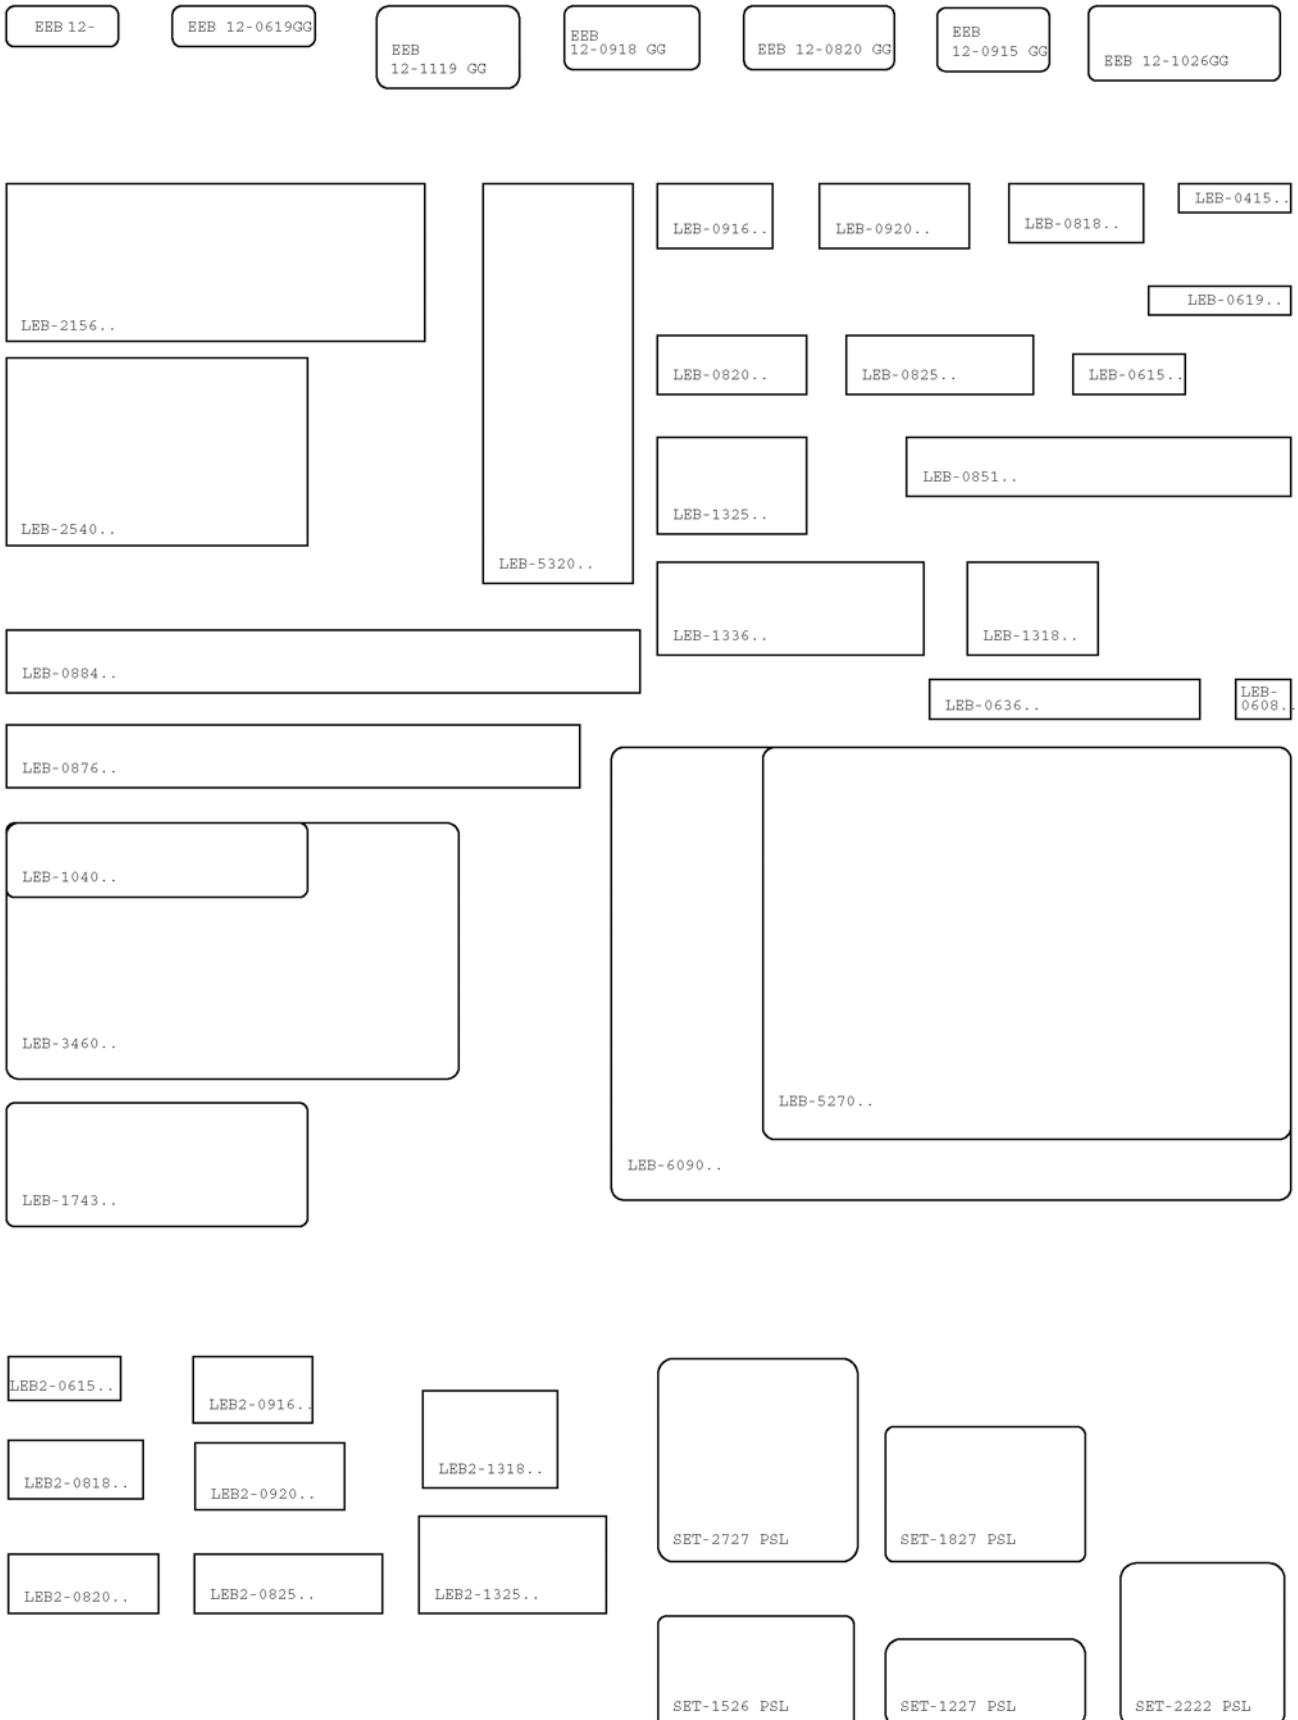 EEB 12-
EEB 12-0619GG
EEB
12-1119 GG
EEB
12-0918 GG
EEB 12-0820 GG
EEB
12-0915 GG
EEB 12-1026GG
LEB-2156..
LEB-5320..
LEB-0916..
LEB-0920..
LEB-0818..
LEB-0415..
LEB-0619..
LEB-2540..
LEB-0820..
LEB-0825..
LEB-0615..
LEB-1325..
LEB-0851..
LEB-1336..
LEB-1318..
LEB-0884..
LEB-0636..
LEB-
0608..
LEB-0876..
LEB-1040..
LEB-3460..
LEB-5270..
LEB-6090..
LEB-1743..
LEB2-0615..
LEB2-0916..
LEB2-1318..
LEB2-0818..
LEB2-0920..
LEB2-0820..
LEB2-0825..
LEB2-1325..
SET-2727 PSL
SET-1827 PSL
SET-1526 PSL
SET-1227 PSL
SET-2222 PSL